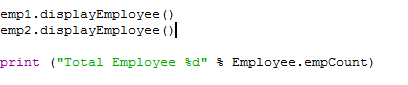 emp1.displayEmployee()
emp2.displayEmployee()
print ("Total Employee %d" % Employee.empCount)